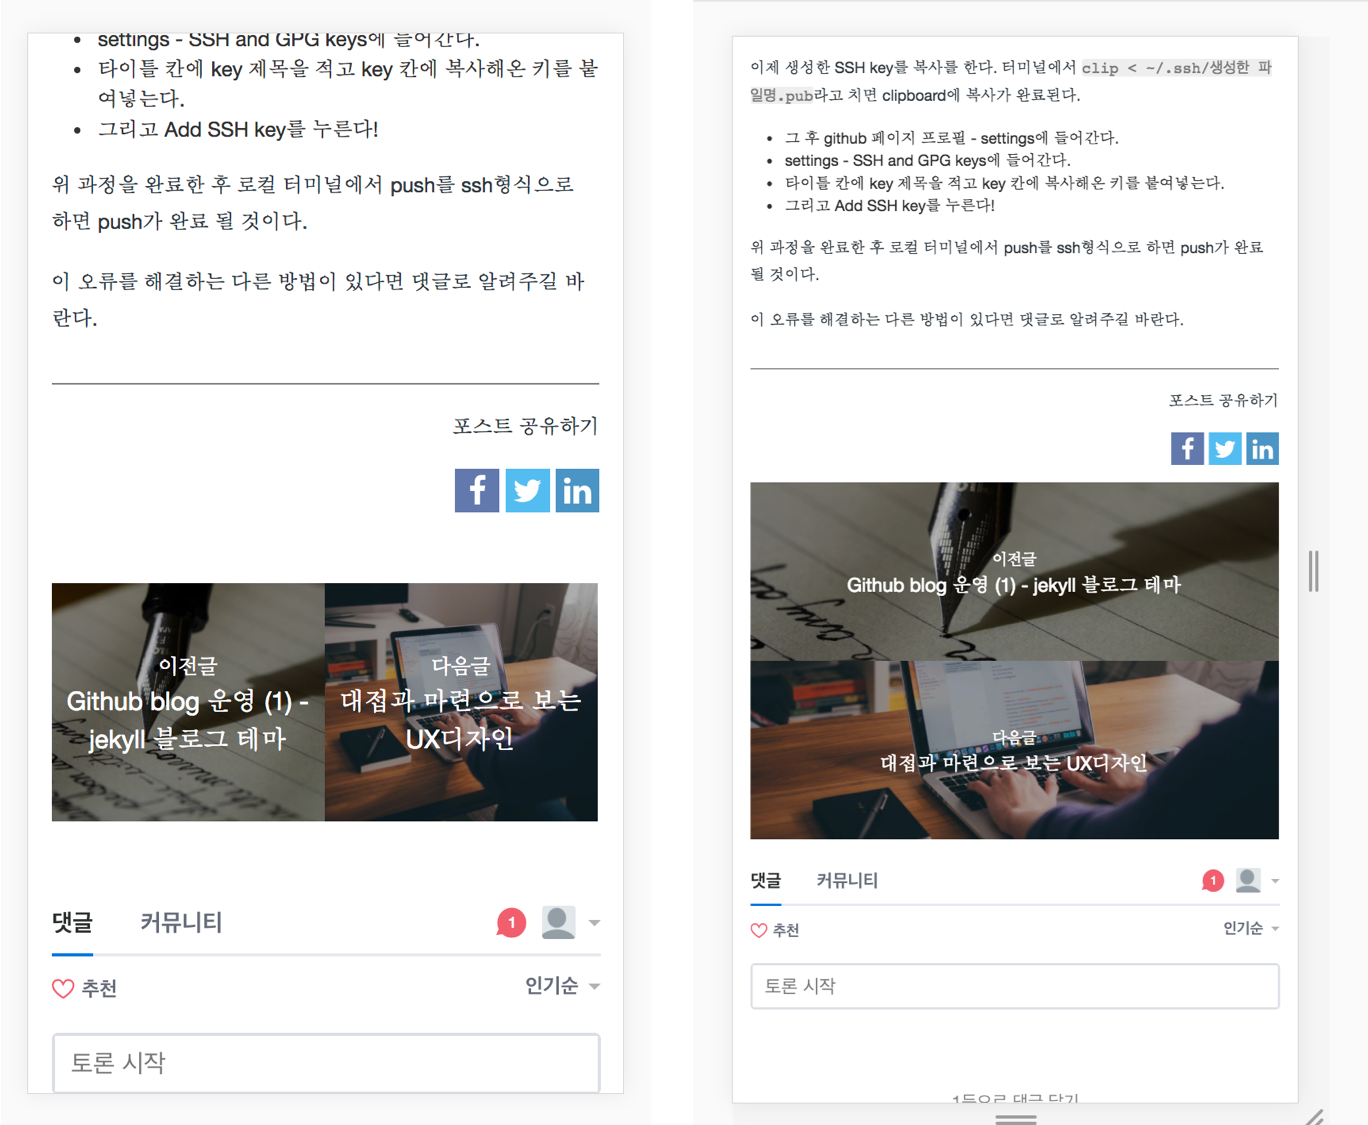 settings - SSH and GPG keys에 들어간다.
타이틀 칸에 key 제목을 적고 key 칸에 복사해온 키를 붙
여넣는다.
그리고 Add SSH key를 누른다!
위 과정을 완료한 후 로컬 터미널에서 push를 ssh형식으로
하면 push가 완료 될 것이다.
이 오류를 해결하는 다른 방법이 있다면 댓글로 알려주길 바
란다.
포스트 공유하기
이전글
Github blog 운영 (1) -
jekyll 블로그 테마
다음글
대접과 마련으로 보는
UX디자인
댓글
커뮤니티
1
추천
인기순
토론 시작
이제 생성한 SSH key를 복사를 한다. 터미널에서 clip < ~/.ssh/생성한 파
일명.pub라고 치면 clipboard에 복사가 완료된다.
그 후 github 페이지 프로필 - settings에 들어간다.
settings - SSH and GPG keys에 들어간다.
타이틀 칸에 key 제목을 적고 key 칸에 복사해온 키를 붙여넣는다.
그리고 Add SSH key를 누른다!
위 과정을 완료한 후 로컬 터미널에서 push를 ssh형식으로 하면 push가 완료
될 것이다.
이 오류를 해결하는 다른 방법이 있다면 댓글로 알려주길 바란다.
포스트 공유하기
이전글
Github blog 운영 (1) - jekyll 블로그 테마
다음글
대접과 마련으로 보는 UX디자인
댓글
커뮤니티
1
추천
인기순
토론 시작
1등으로 댓글 달기